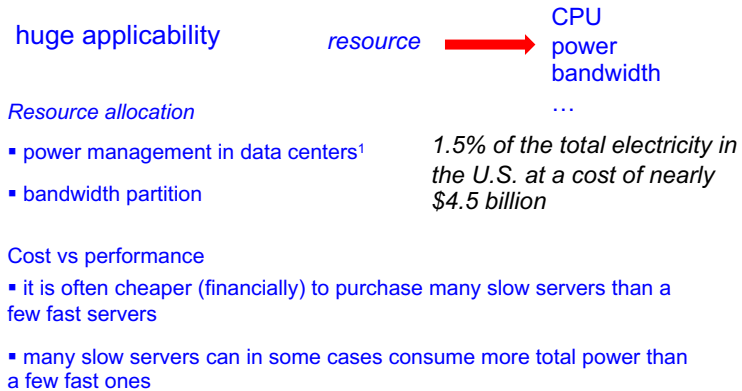 huge applicability
resource
CPU
power
bandwidth
…
Resource allocation
▪ power management in data centers¹
▪ bandwidth partition
1.5% of the total electricity in
the U.S. at a cost of nearly
$4.5 billion
Cost vs performance
▪ it is often cheaper (financially) to purchase many slow servers than a
few fast servers
▪ many slow servers can in some cases consume more total power than
a few fast ones